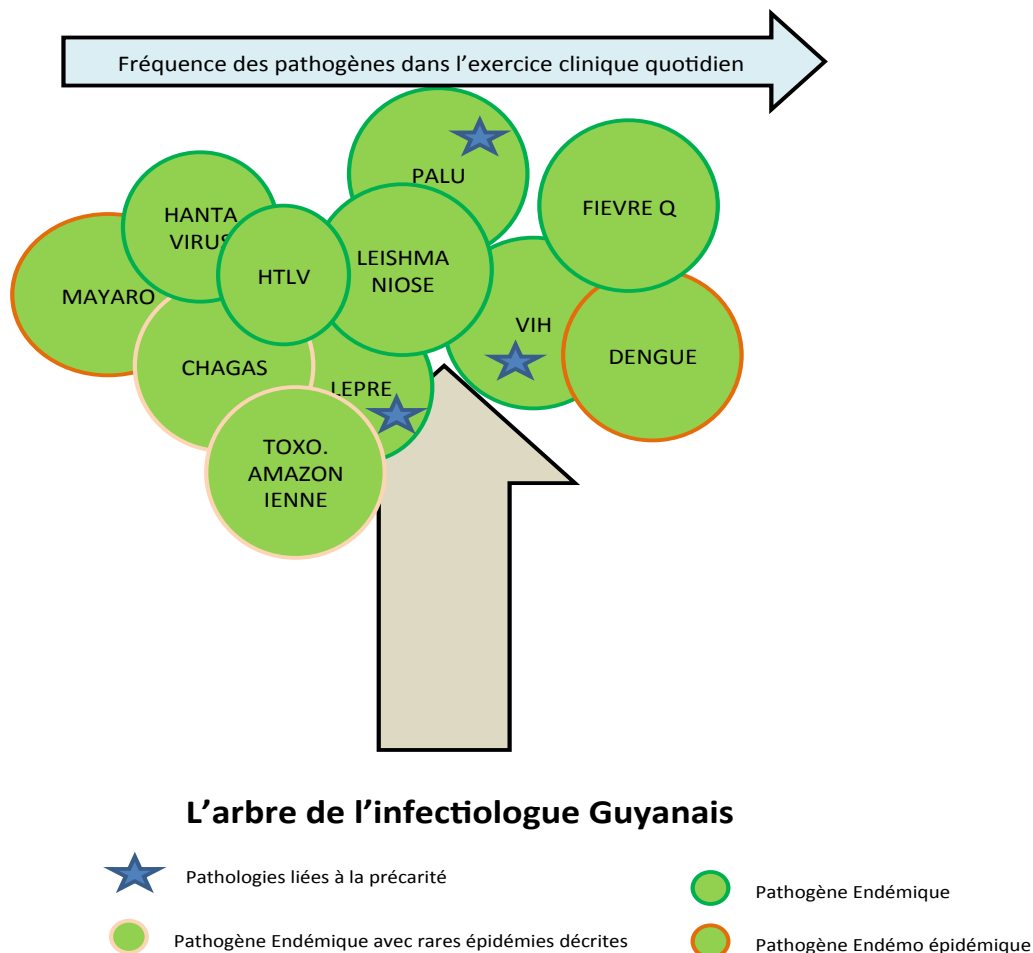 Fréquence des pathogènes dans l’exercice clinique quotidien
PALU
FIEVRE Q
HANTA
VIRUS
HTLV
LEISHMA
NIOSE
MAYARO
VIH
DENGUE
CHAGAS
LEPRE
TOXO.
AMAZON
IENNE
L’arbre de l’infectiologue Guyanais
Pathologies liées à la précarité
Pathogène Endémique
Pathogène Endémique avec rares épidémies décrites
Pathogène Endémo épidémique